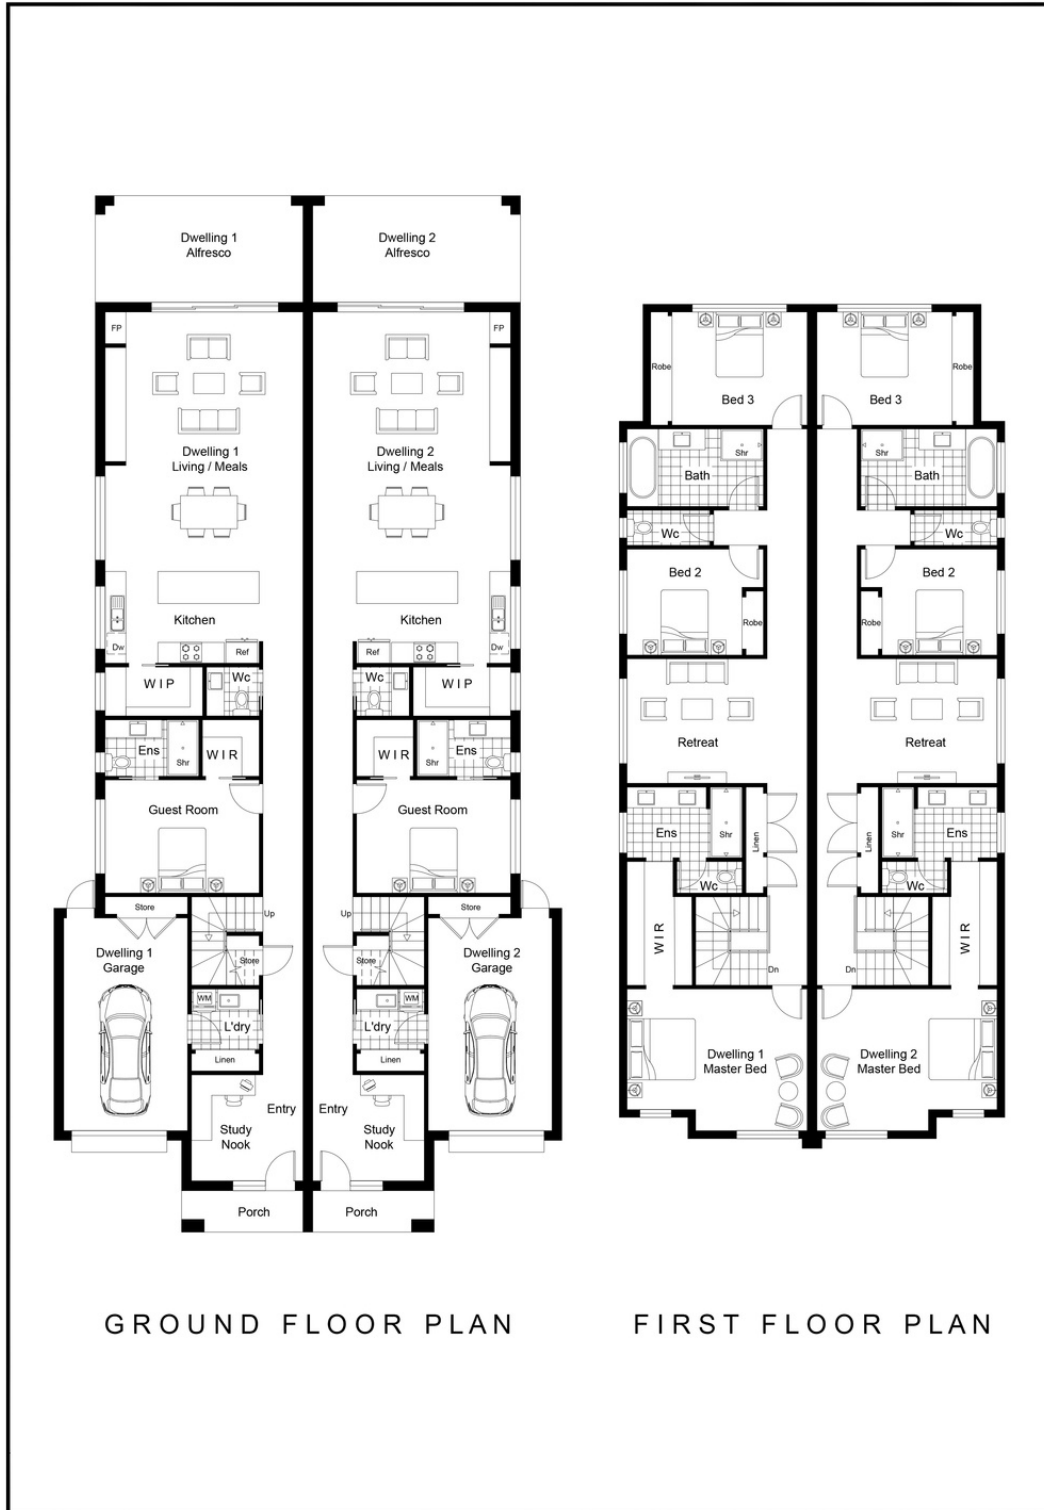 Dwelling 1
Alfresco
Dwelling 2
Alfresco
FP
FP
Dwelling 1
Living / Meals
Dwelling 2
Living / Meals
Kitchen
Kitchen
Dw
Ref
Ref
Dw
WIP
Wc
Wc
WIP
Ens
Shr
WIR
WIR
Shr
Ens
Guest Room
Guest Room
Store
Up
Up
Store
Dwelling 1
Garage
Store
Store
Dwelling 2
Garage
WM
WM
L'dry
L'dry
Linen
Linen
Entry
Entry
Study
Nook
Study
Nook
Porch
Porch
GROUND FLOOR PLAN
Robe
Bed 3
Bed 3
Robe
Bath
Shr
Shr
Bath
Wc
Wc
Bed 2
Bed 2
Robe
Robe
Retreat
Retreat
Ens
Shr
Linen
Linen
Shr
Ens
Wc
Wc
WIR
WIR
Dn
Dn
Dwelling 1
Master Bed
Dwelling 2
Master Bed
FIRST FLOOR PLAN